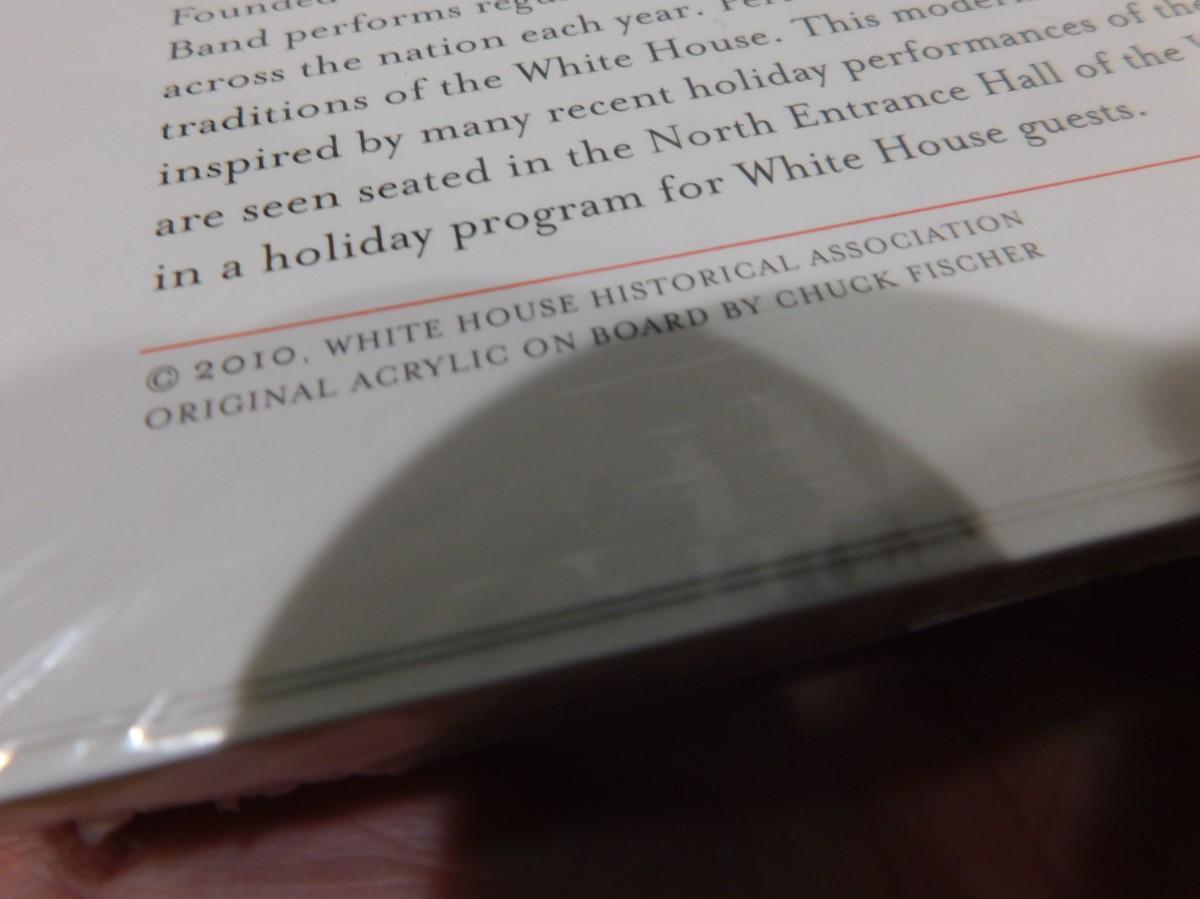 Founded
Band performs
across the nation each year.
traditions of the White House. This
inspired by many recent holiday performances of the
are seen seated in the North Entrance Hall of the
in a holiday program for White House guests.
© 2010, WHITE HOUSE HISTORICAL ASSOCIATION
ORIGINAL ACRYLIC ON BOARD BY CHUCK FISCHER